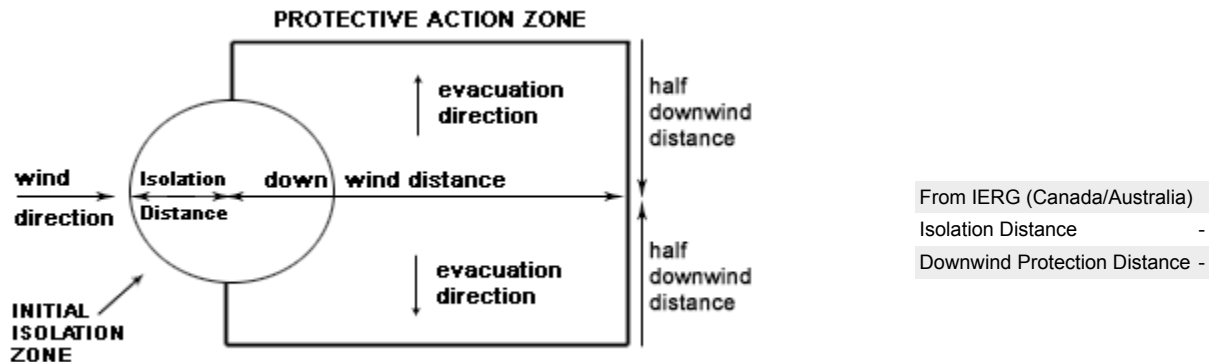 PROTECTIVE ACTION ZONE
evacuation
direction
half
downwind
distance
wind
direction
Isolation
Distance
down wind distance
evacuation
direction
half
downwind
distance
INITIAL
ISOLATION
ZONE
From IERG (Canada/Australia)
Isolation Distance -
Downwind Protection Distance -